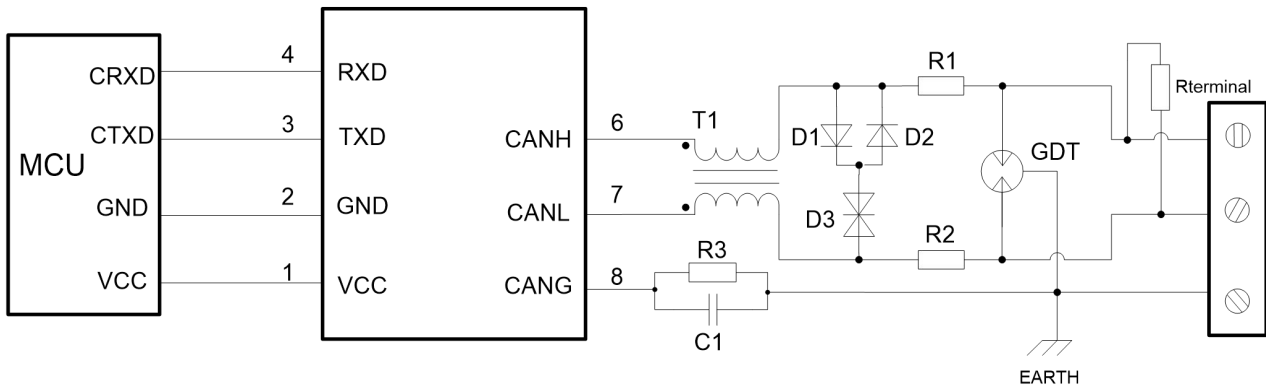 MCU
CRXD
CTXD
GND
VCC
4
3
2
1
RXD
TXD
GND
VCC
CANH
CANL
CANG
6
7
8
T1
D1
D2
D3
R1
R2
R3
C1
GDT
Rterminal
EARTH